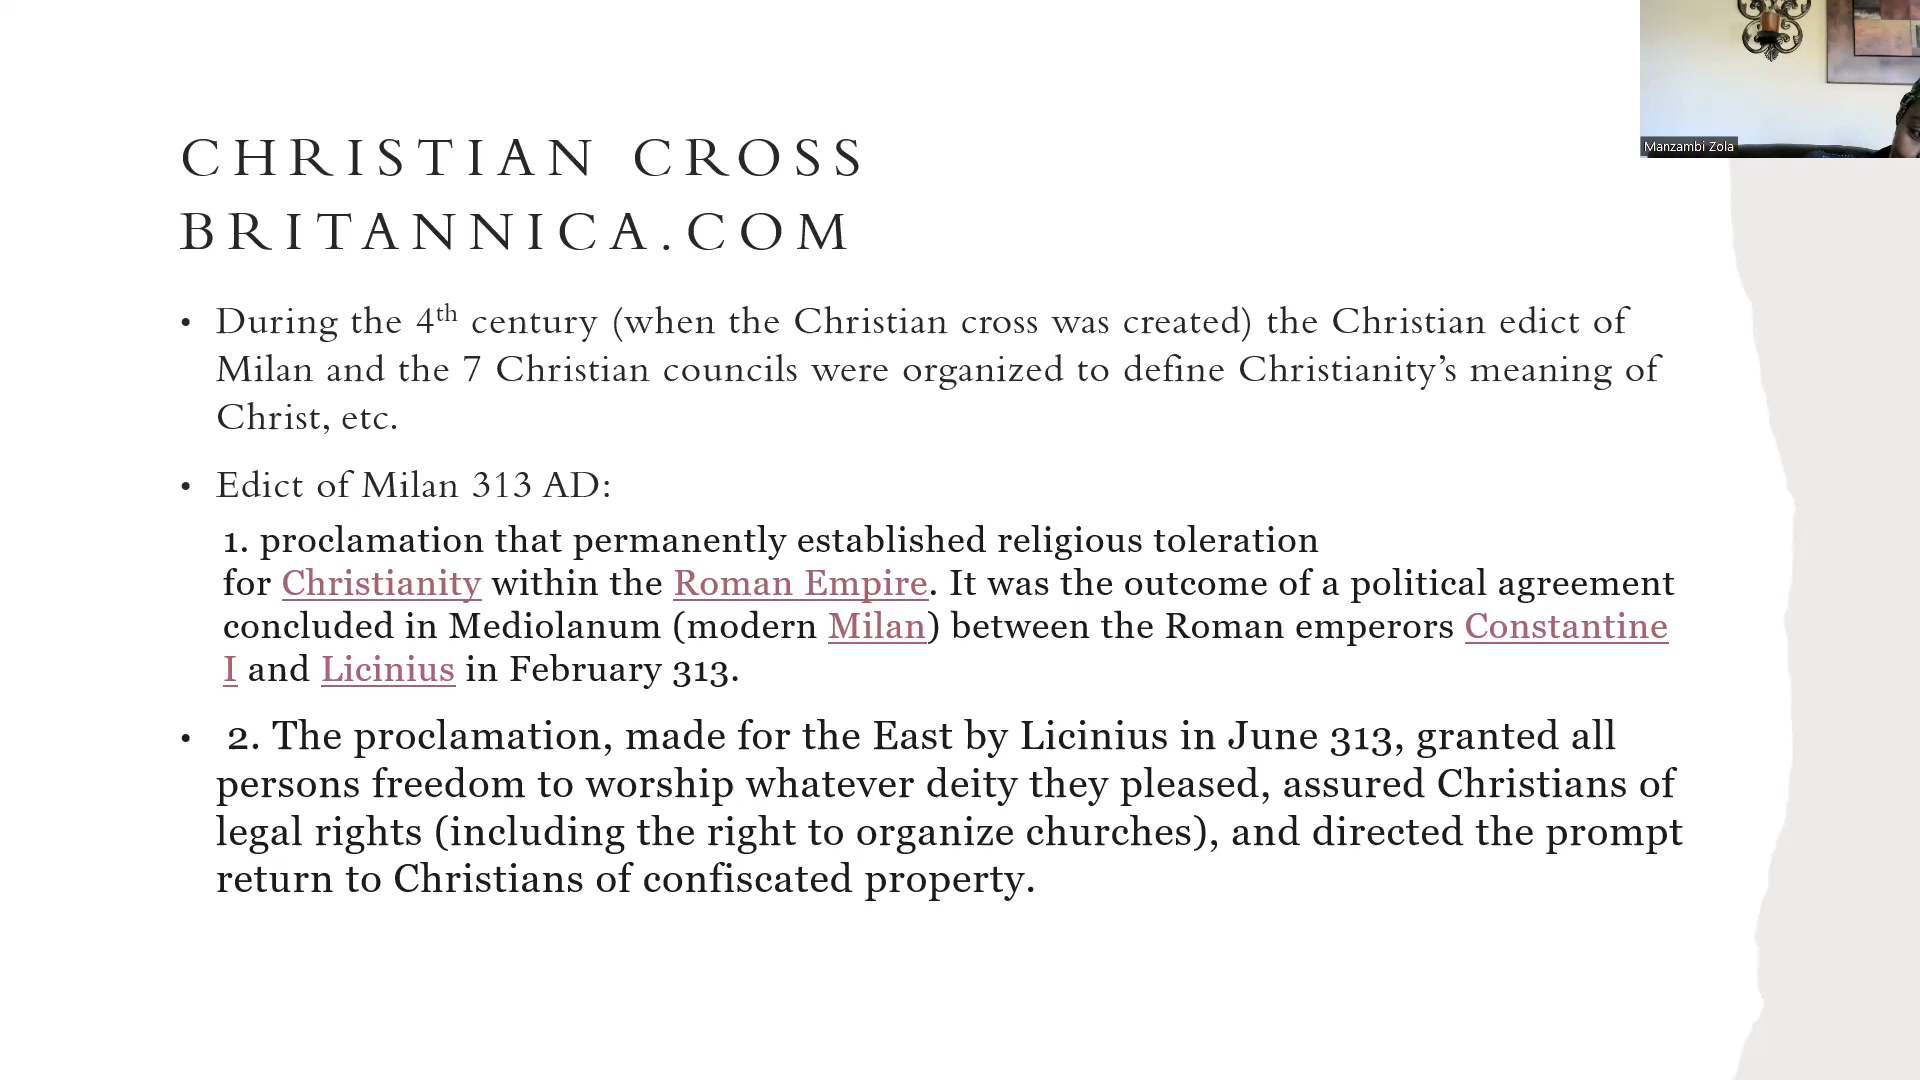 Manzambi Zola
CHRISTIAN CROSS
BRITANNICA.COM
• During the 4th century (when the Christian cross was created) the Christian edict of
Milan and the 7 Christian councils were organized to define Christianity’s meaning of
Christ, etc.
• Edict of Milan 313 AD:
1. proclamation that permanently established religious toleration
for Christianity within the Roman Empire. It was the outcome of a political agreement
concluded in Mediolanum (modern Milan) between the Roman emperors Constantine
I and Licinius in February 313.
• 2. The proclamation, made for the East by Licinius in June 313, granted all
persons freedom to worship whatever deity they pleased, assured Christians of
legal rights (including the right to organize churches), and directed the prompt
return to Christians of confiscated property.